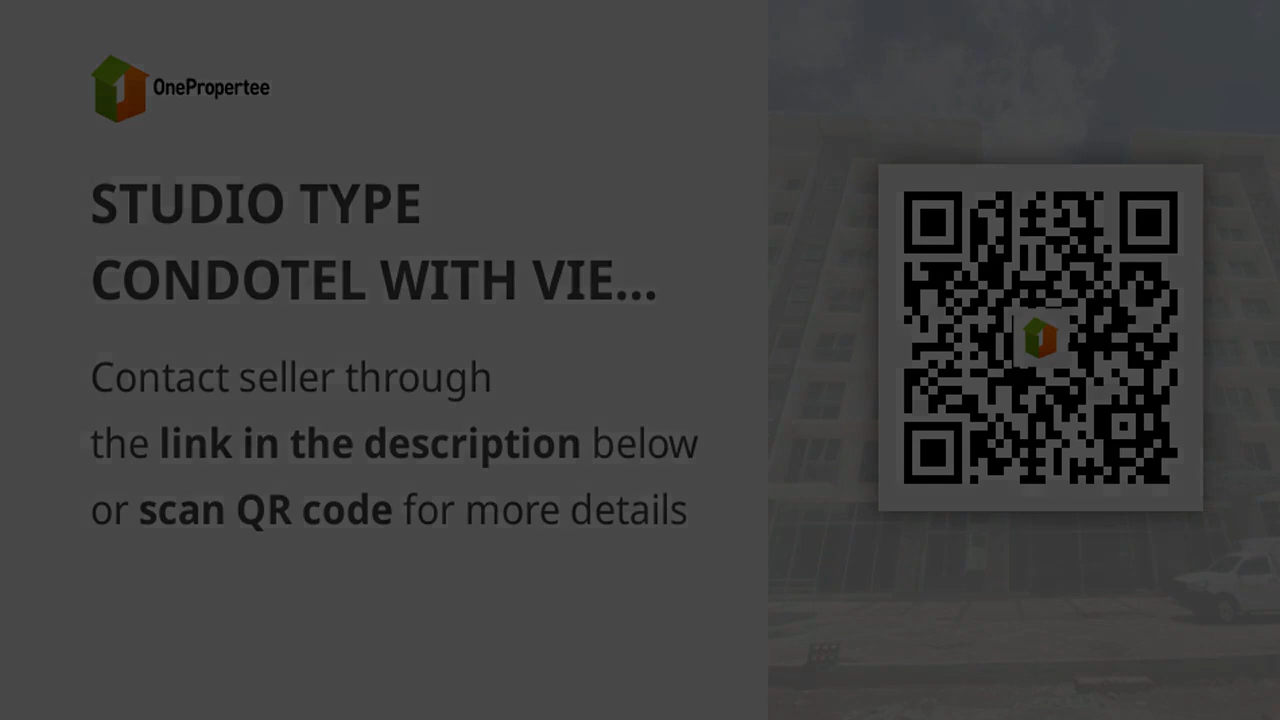 OnePropertee
STUDIO TYPE
CONDOTEL WITH VIE...
Contact seller through
the link in the description below
or scan QR code for more details